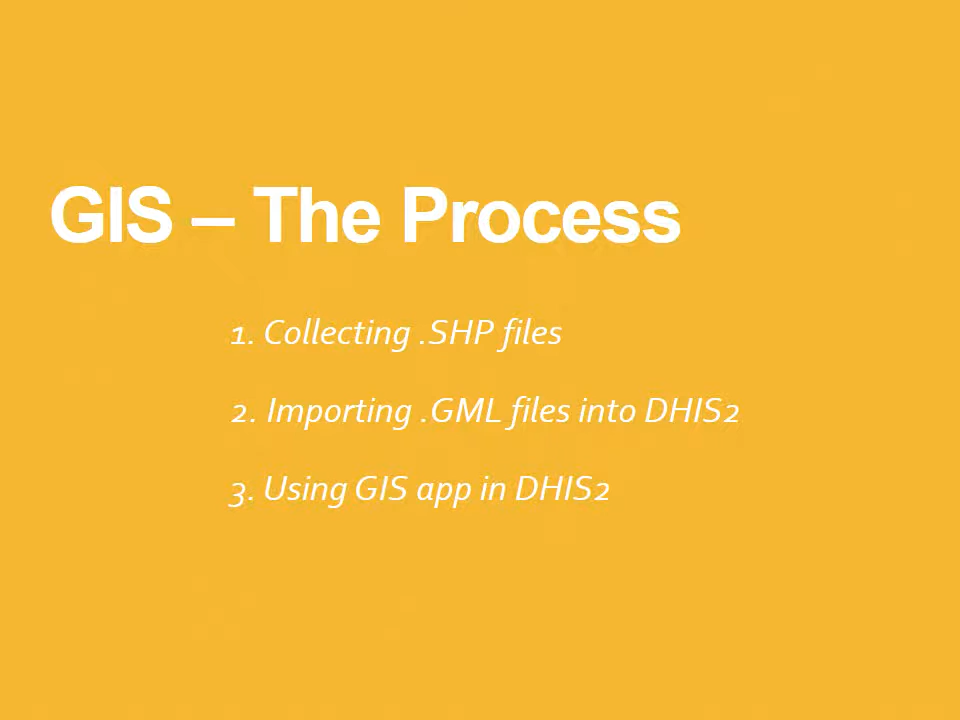 GIS – The Process
1. Collecting .SHP files
2. Importing .GML files into DHIS2
3. Using GIS app in DHIS2